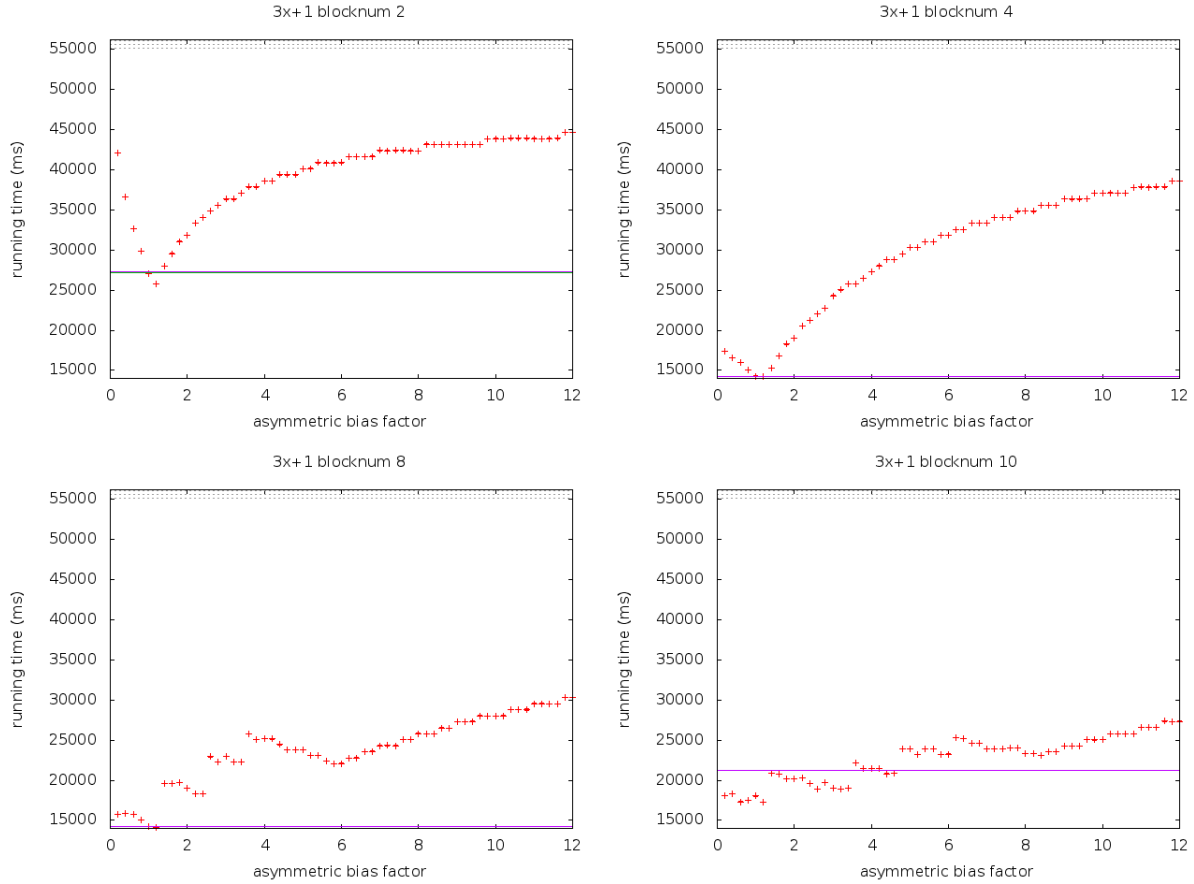 3x+1 blocknum 2
55000
50000
45000
40000
35000
30000
25000
20000
15000
running time (ms)
0 2 4 6 8 10 12
asymmetric bias factor
3x+1 blocknum 4
55000
50000
45000
40000
35000
30000
25000
20000
15000
running time (ms)
0 2 4 6 8 10 12
asymmetric bias factor
3x+1 blocknum 8
55000
50000
45000
40000
35000
30000
25000
20000
15000
running time (ms)
0 2 4 6 8 10 12
asymmetric bias factor
3x+1 blocknum 10
55000
50000
45000
40000
35000
30000
25000
20000
15000
running time (ms)
0 2 4 6 8 10 12
asymmetric bias factor